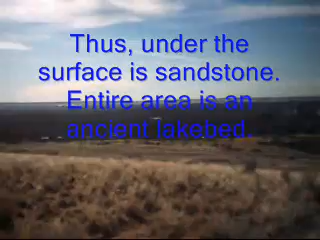 Thus, under the
surface is sandstone.
Entire area is an
ancient lakebed.